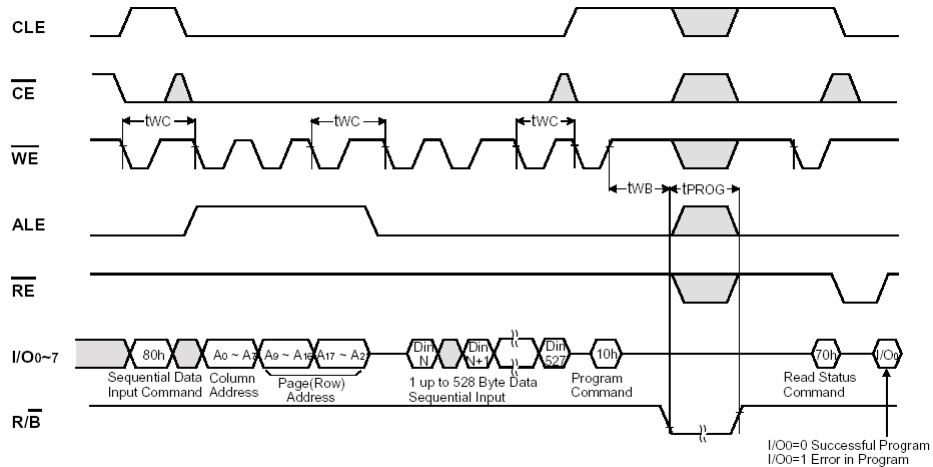 CLE
CE
tWC tWC tWC
WE
tWB tPROG
ALE
RE
I/O0~7
80h A0 ~ A7 A9 ~ A16 A17 ~ A2 Din N Din N+1 Din 527 10h 70h I/O0
Sequential Data Input Command
Column Address
Page(Row) Address
1 up to 528 Byte Data Sequential Input
Program Command
Read Status Command
R/B
I/O0=0 Successful Program
I/O0=1 Error in Program